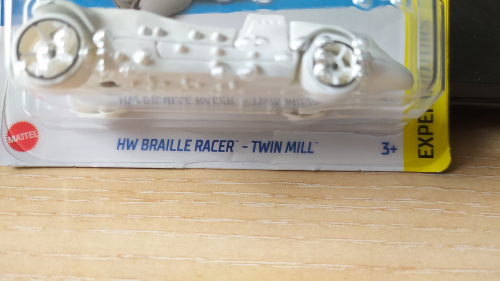 MATTEL
HW BRAILLE RACER™ - TWIN MILL™
3+
EXPE